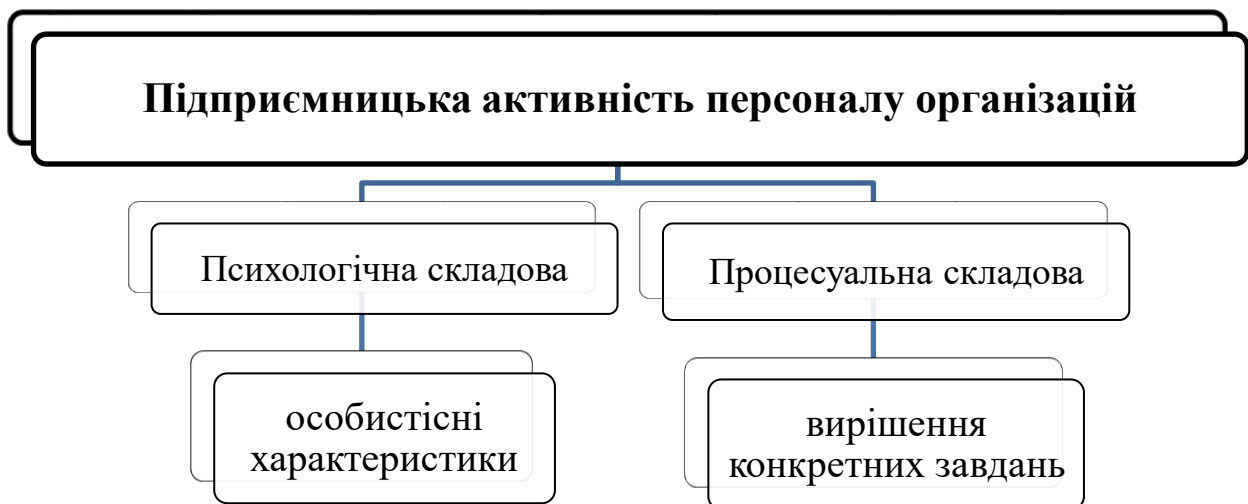 Підприємницька активність персоналу організацій
Психологічна складова
Процесуальна складова
особистісні
характеристики
вирішення
конкретних завдань